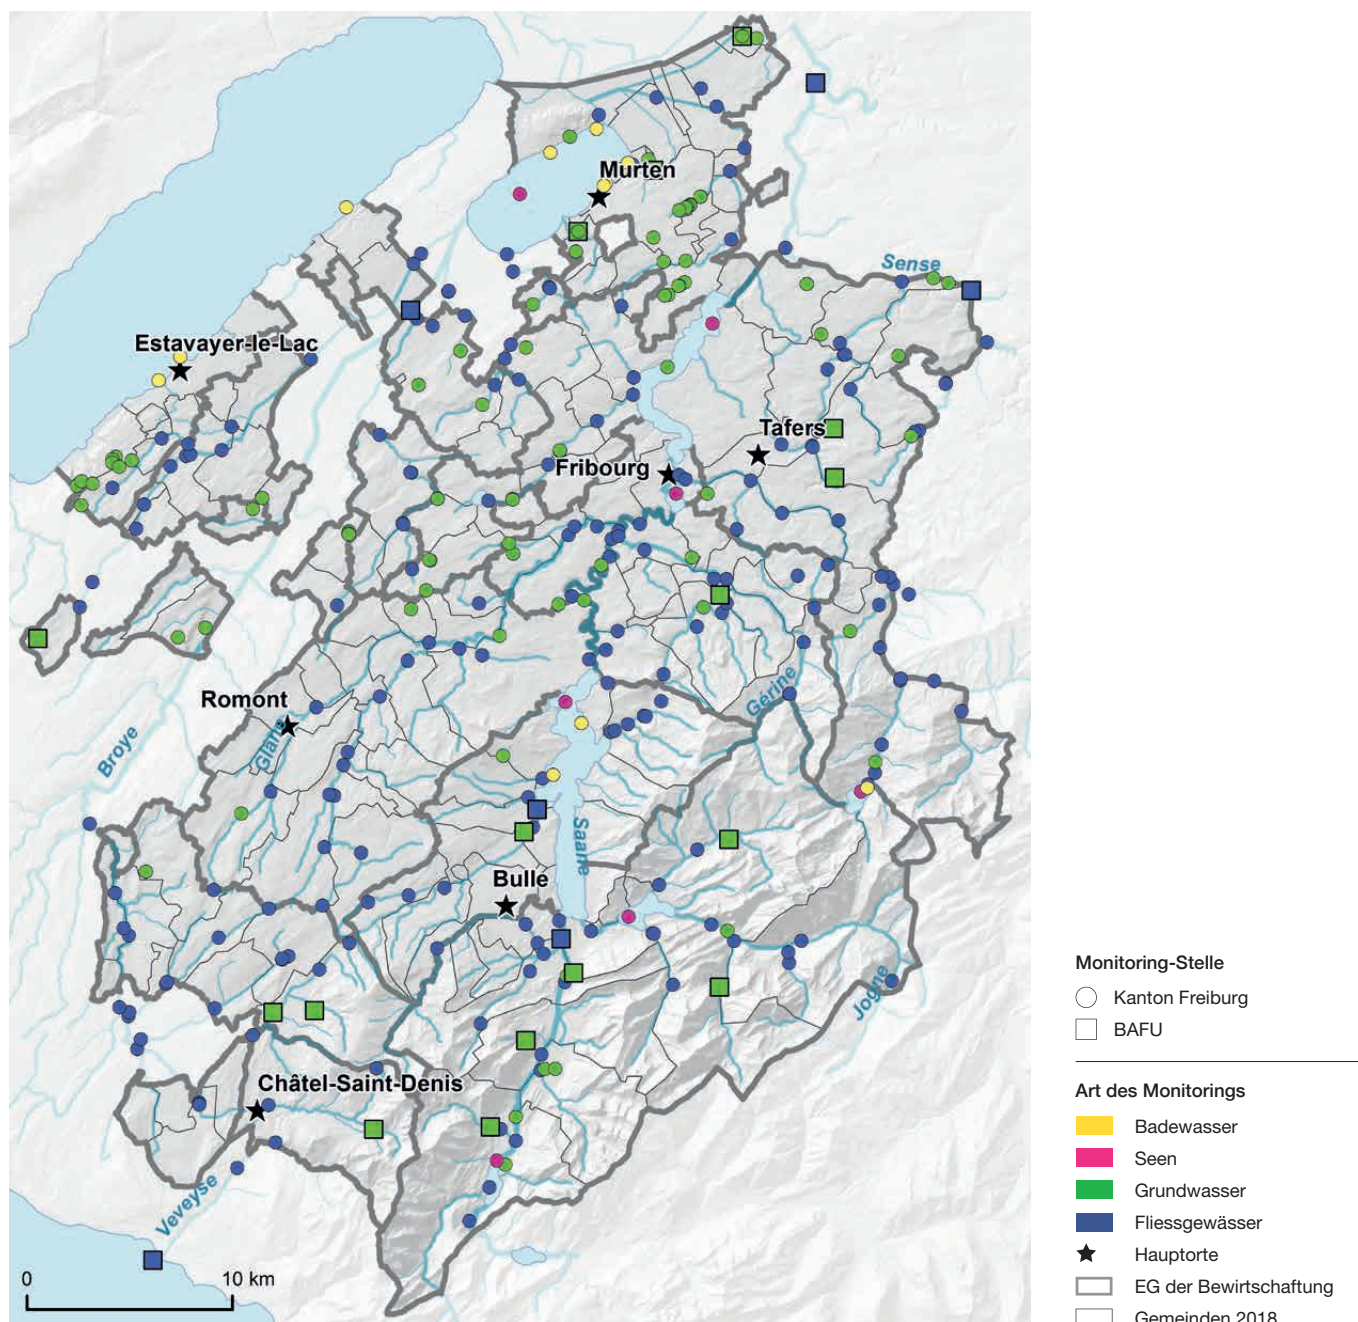 Murten
Sense
Estavayer-le-Lac
Tafers
Fribourg
Romont
Glâne
Gérine
Broye
Saane
Bulle
Jogne
Châtel-Saint-Denis
Veveyse
0 10 km
Monitoring-Stelle
Kanton Freiburg
BAFU
Art des Monitorings
Badewasser
Seen
Grundwasser
Fliessgewässer
Hauptorte
EG der Bewirtschaftung
Gemeinden 2018